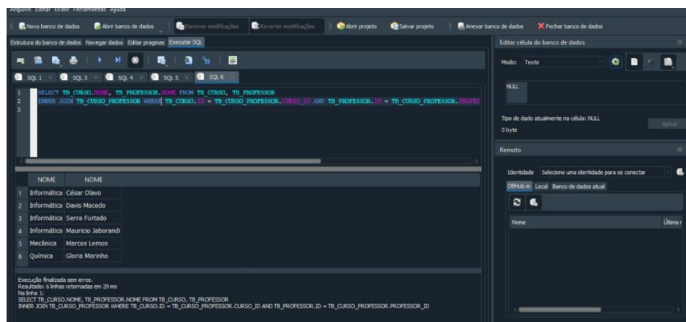 Arquivo Editar Exibir Ferramentas Ajuda
Novo banco de dados Abrir banco de dados Escrever modificações Reverter modificações Abrir projeto Salvar projeto Anexar banco de dados Fechar banco de dados
Estrutura do banco de dados Navegar dados Editar pragmas Executar SQL
SQL 1 SQL 3 SQL 4 SQL 5 SQL 6
1 SELECT TB_CURSO.NOME, TB_PROFESSOR.NOME FROM TB_CURSO, TB_PROFESSOR
2 INNER JOIN TB_CURSO_PROFESSOR WHERE TB_CURSO.ID = TB_CURSO_PROFESSOR.CURSO_ID AND TB_PROFESSOR.ID = TB_CURSO_PROFESSOR.PROFES
3
NOME NOME
1 Informática César Olavo
2 Informática Davis Macedo
3 Informática Serra Furtado
4 Informática Mauricio Jaborandi
5 Mecânica Marcos Lemos
6 Química Gloria Marinho
Execução finalizada sem erros.
Resultado: 6 linhas retornadas em 29 ms
Na linha 1:
SELECT TB_CURSO.NOME, TB_PROFESSOR.NOME FROM TB_CURSO, TB_PROFESSOR
INNER JOIN TB_CURSO_PROFESSOR WHERE TB_CURSO.ID = TB_CURSO_PROFESSOR.CURSO_ID AND TB_PROFESSOR.ID = TB_CURSO_PROFESSOR.PROFESSOR_ID
Editar célula do banco de dados
Modo: Texto
NULL
Tipo de dado atualmente na célula: NULL
0 byte
Aplicar
Remoto
Identidade Selecione uma identidade para se conectar
DBHub.io Local Banco de dados atual
Nome Última